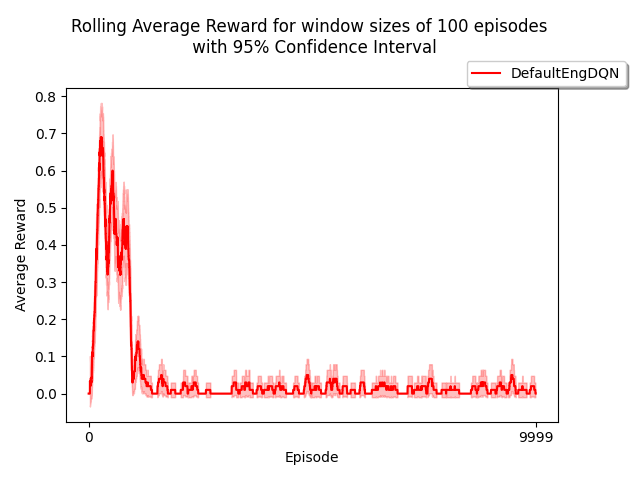 Rolling Average Reward for window sizes of 100 episodes
with 95% Confidence Interval
DefaultEngDQN
0.8
0.7
0.6
0.5
0.4
0.3
0.2
0.1
0.0
Average Reward
0
9999
Episode